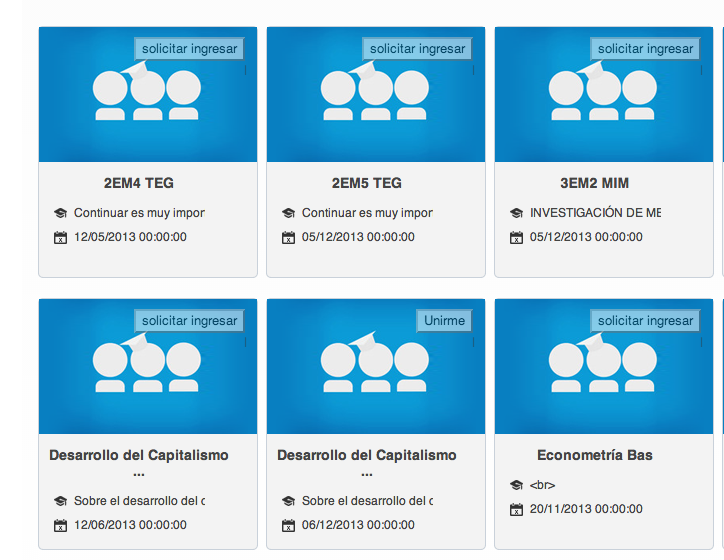 solicitar ingresar
solicitar ingresar
solicitar ingresar
2EM4 TEG
2EM5 TEG
3EM2 MIM
Continuar es muy impor
Continuar es muy impor
INVESTIGACIÓN DE ME
12/05/2013 00:00:00
05/12/2013 00:00:00
05/12/2013 00:00:00
solicitar ingresar
Unirme
solicitar ingresar
Desarrollo del Capitalismo
...
Desarrollo del Capitalismo
...
Econometría Bas
Sobre el desarrollo del c
Sobre el desarrollo del c
<br>
12/06/2013 00:00:00
06/12/2013 00:00:00
20/11/2013 00:00:00